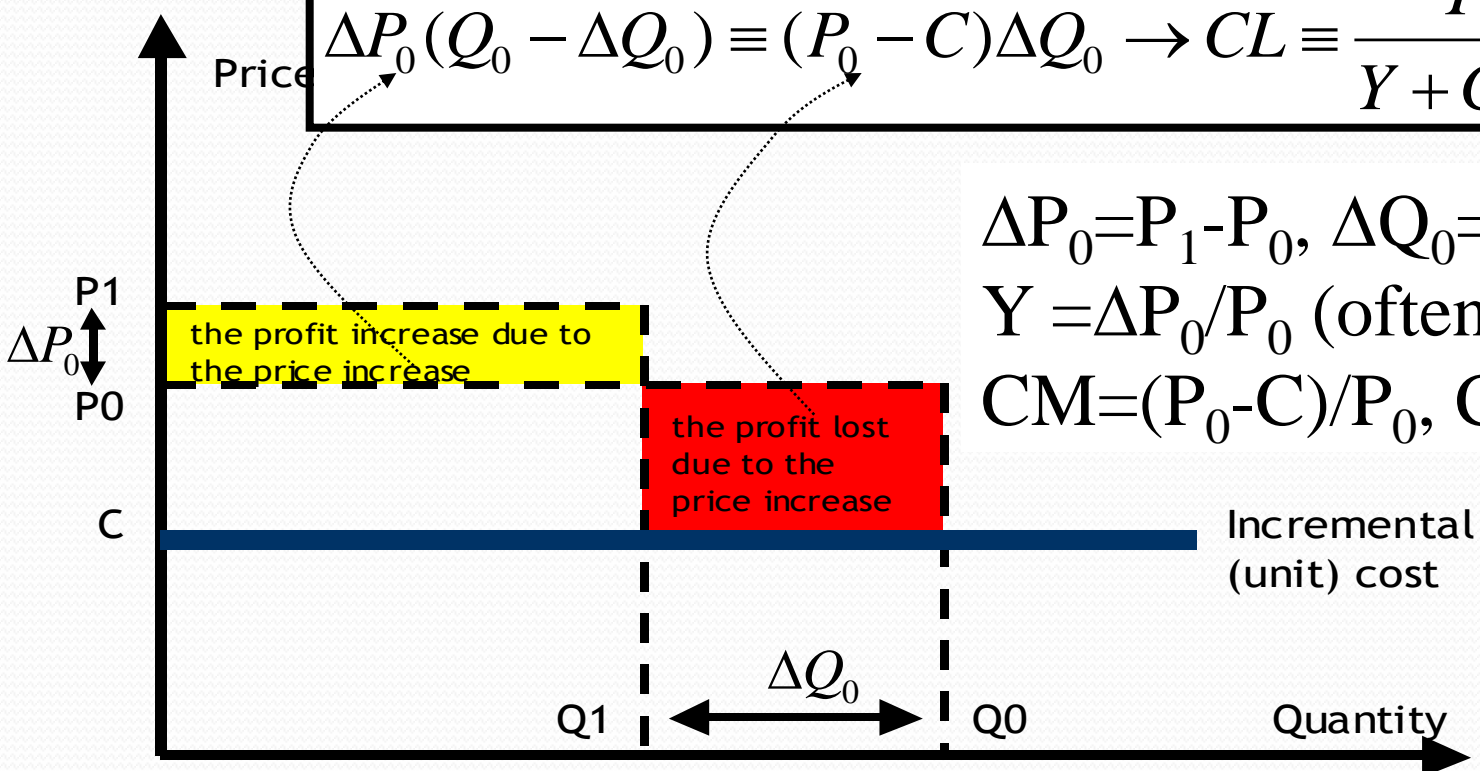 ΔP₀(Q₀ − ΔQ₀) ≡ (P₀ − C)ΔQ₀ → CL ≡
Y +
Price
ΔP₀=P₁-P₀, ΔQ₀=
Y =ΔP₀/P₀ (often
CM=(P₀-C)/P₀,
P1
ΔP₀
P0
the profit increase due to
the price increase
the profit lost
due to the
price increase
C
Incremental
(unit) cost
ΔQ₀
Q1
Q0
Quantity